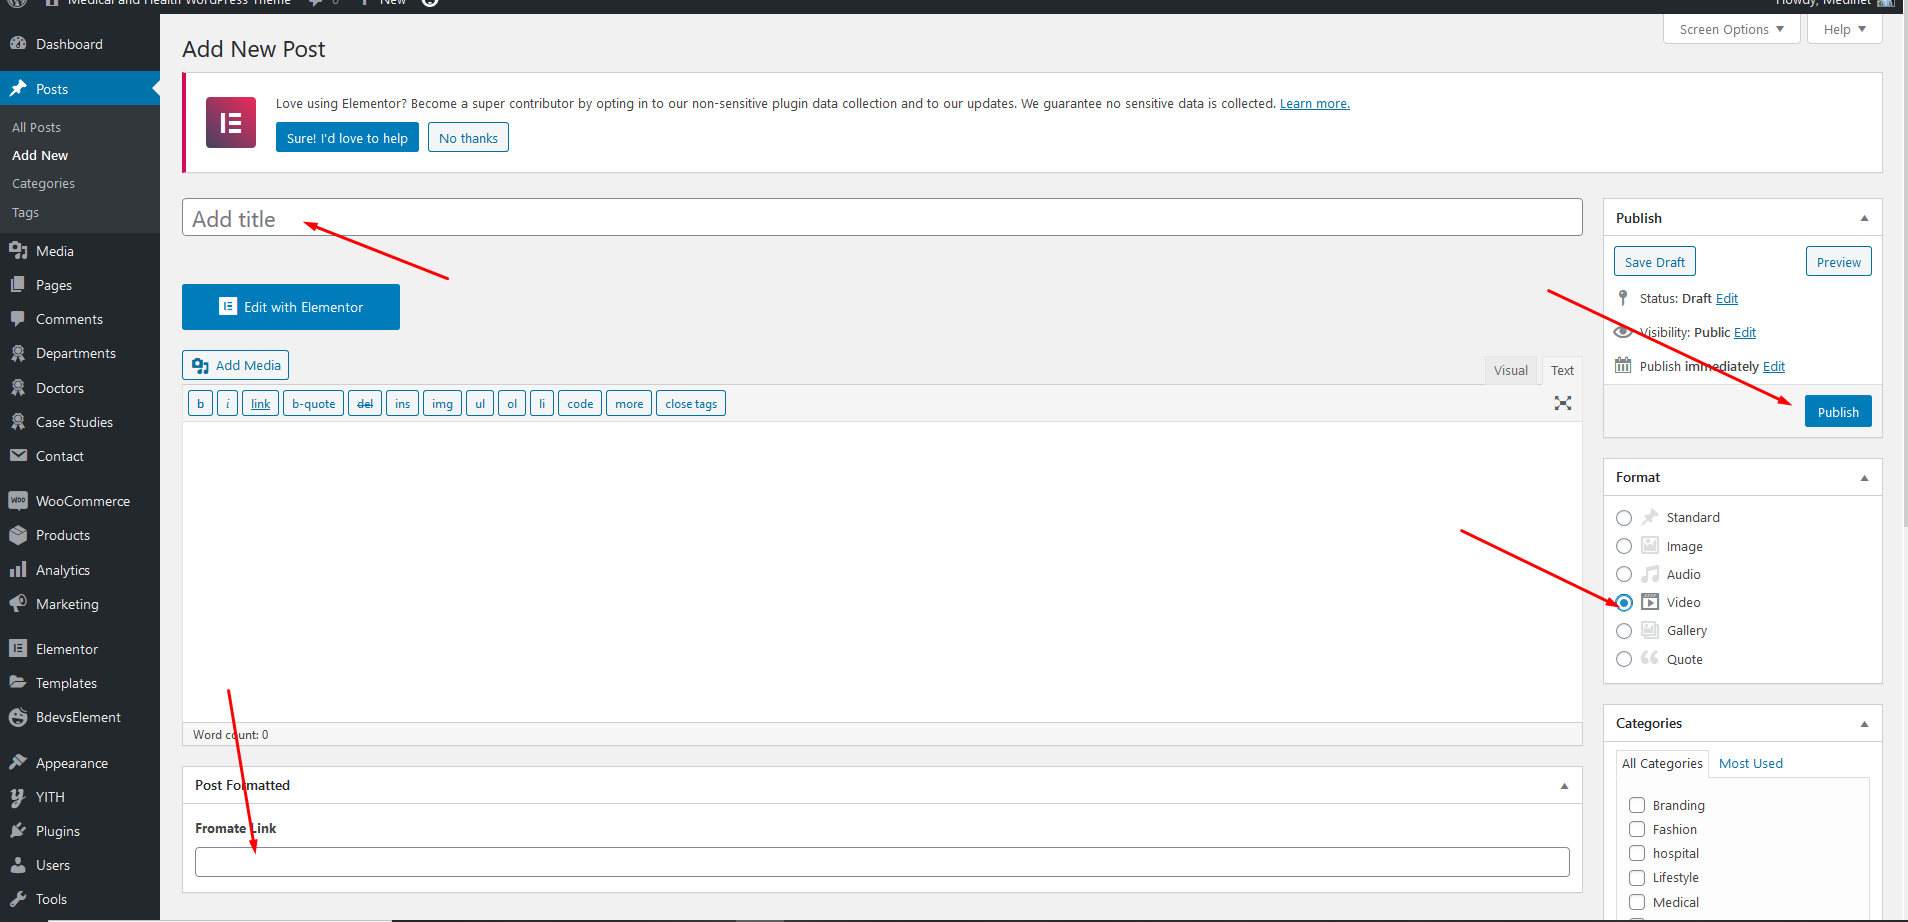 Medical and Health WordPress Theme
0
New
Howdy, Medinet
Dashboard
Posts
All Posts
Add New
Categories
Tags
Media
Pages
Comments
Departments
Doctors
Case Studies
Contact
WooCommerce
Products
Analytics
Marketing
Elementor
Templates
BdevsElement
Appearance
YITH
Plugins
Users
Tools
Screen Options
Help
Add New Post
Love using Elementor? Become a super contributor by opting in to our non-sensitive plugin data collection and to our updates. We guarantee no sensitive data is collected. Learn more.
Sure! I'd love to help
No thanks
Add title
Edit with Elementor
Add Media
Visual
Text
b
i
link
b-quote
del
ins
img
ul
ol
li
code
more
close tags
Word count: 0
Post Formatted
Fromate Link
Publish
Save Draft
Preview
Status: Draft Edit
Visibility: Public Edit
Publish immediately Edit
Publish
Format
Standard
Image
Audio
Video
Gallery
Quote
Categories
All Categories
Most Used
Branding
Fashion
hospital
Lifestyle
Medical